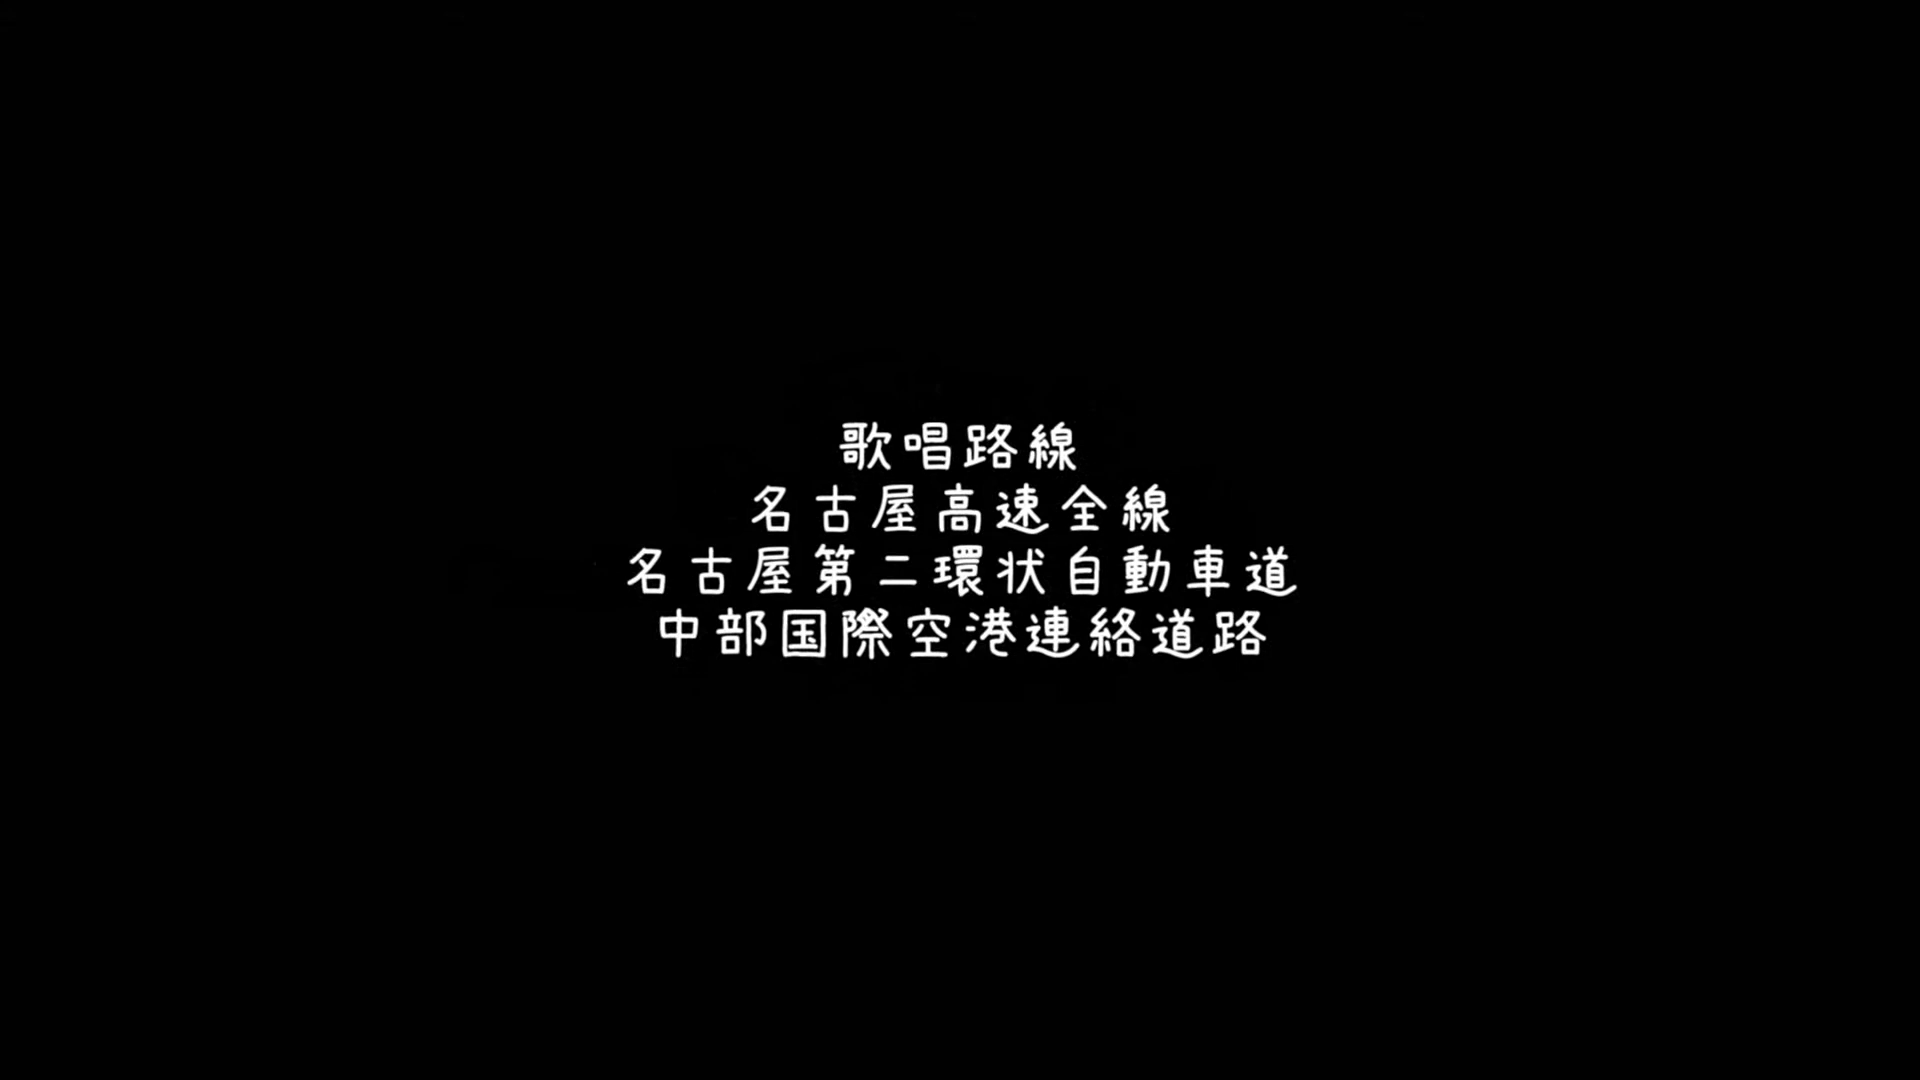 歌唱路線
名古屋高速全線
名古屋第二環状自動車道
中部国際空港連絡道路